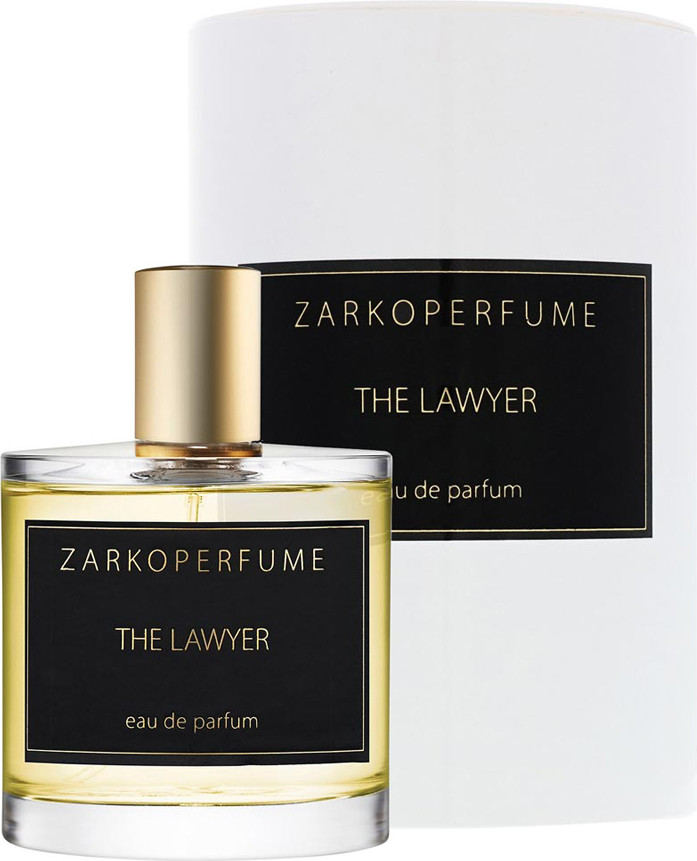 ZARKOPERFUME
THE LAWYER
eau de parfum
ZARKOPERFUME
THE LAWYER
eau de parfum